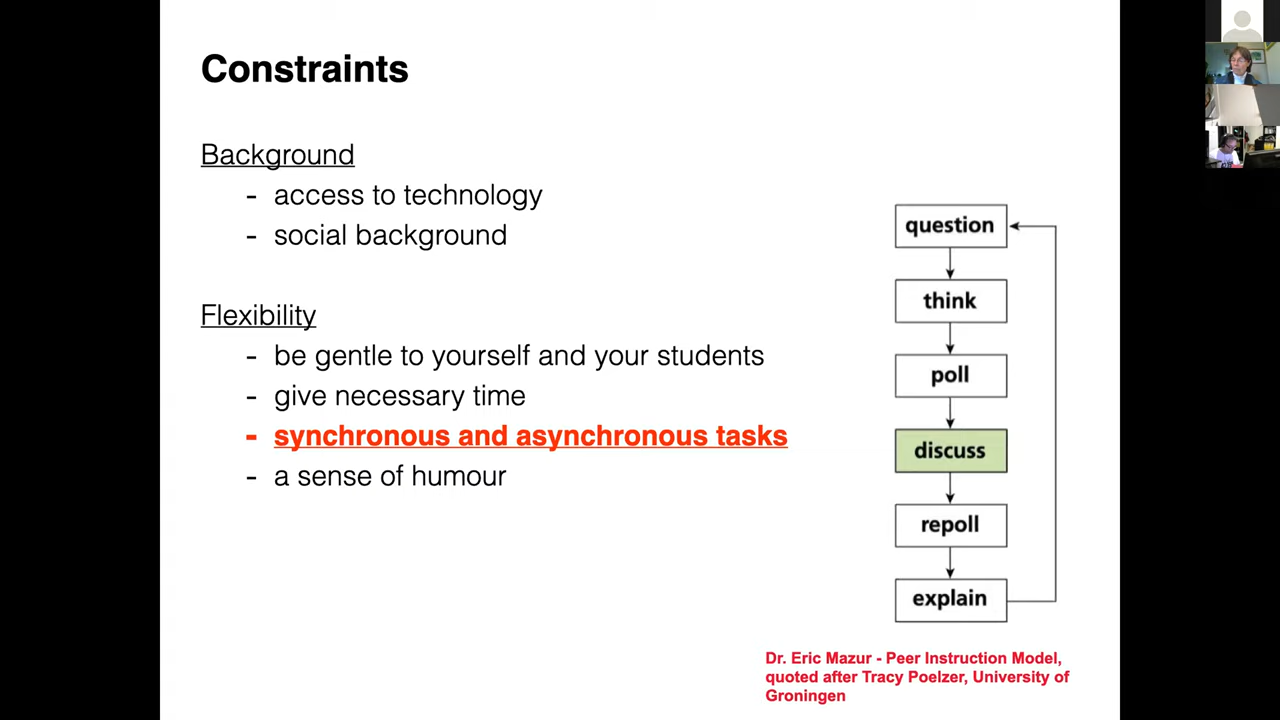 Constraints
Background
- access to technology
- social background
Flexibility
- be gentle to yourself and your students
- give necessary time
- synchronous and asynchronous tasks
- a sense of humour
question
think
poll
discuss
repoll
explain
Dr. Eric Mazur - Peer Instruction Model,
quoted after Tracy Poelzer, University of
Groningen